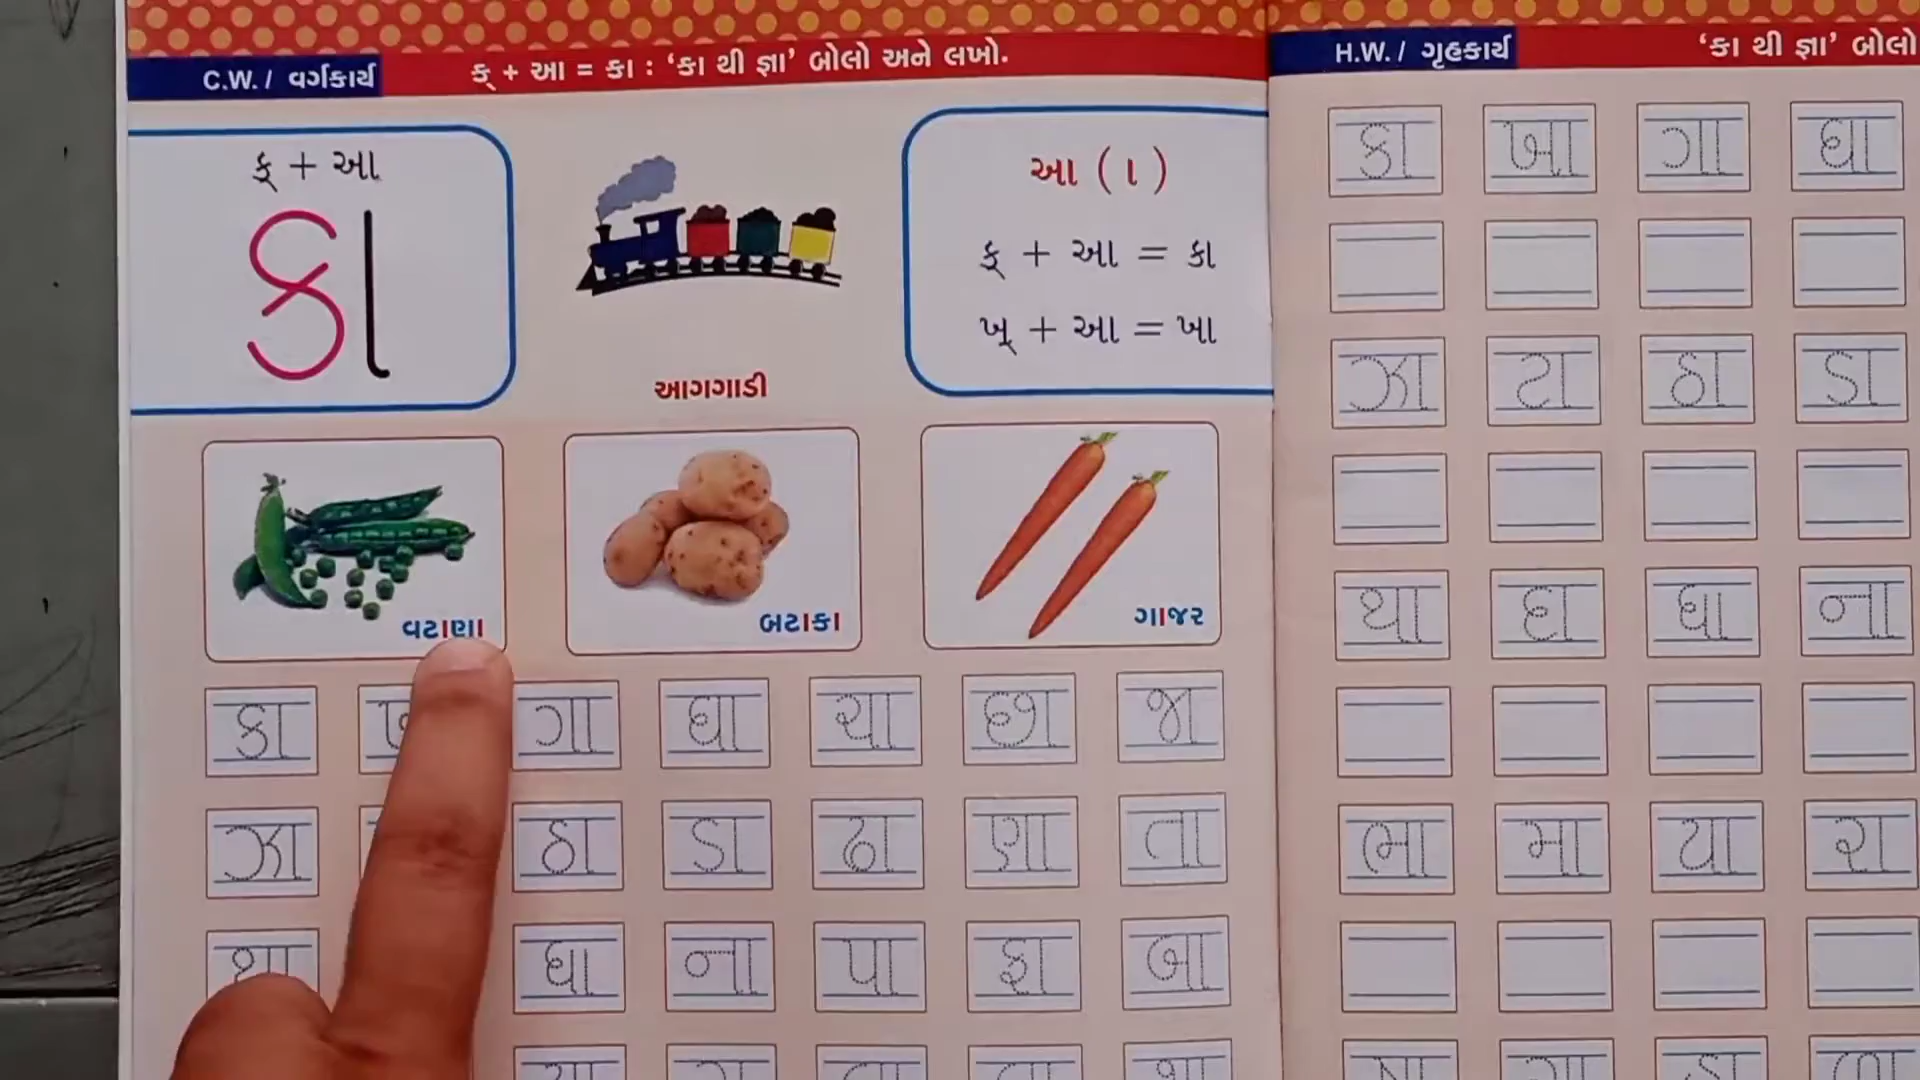 C.W. / વર્ગકાર્ય
ક્ + આ = કા : ‘કા થી જ્ઞા’ બોલો અને લખો.
ક્ + આ
કા
આગગાડી
આ ( ા )
ક્ + આ = કા
ખ્ + આ = ખા
વટાણા
બટાકા
ગાજર
કા ગા ઘા ચા છા જા
ઝા ઠા ડા ઢા ણા તા
થા ધા ના પા ફા બા
H.W. / ગૃહકાર્ય
‘કા થી જ્ઞા’ બોલો
કા ખા ગા ઘા
ઝા ટા ઠા ડા
થા દા ધા ના
ભા મા યા રા